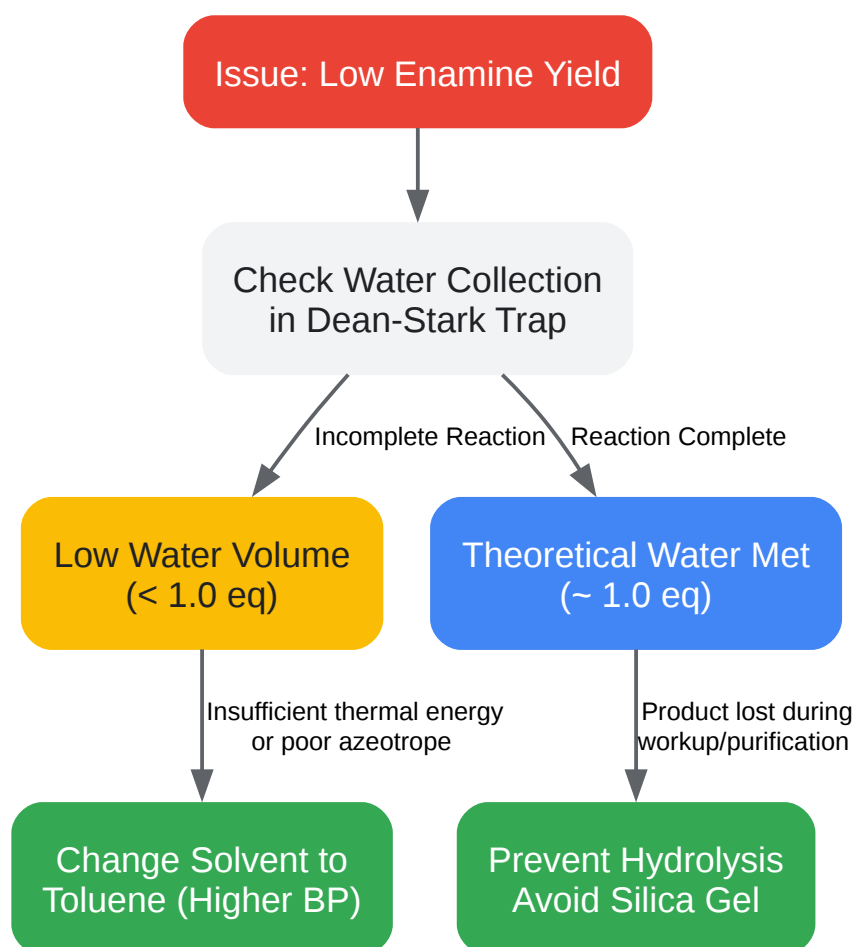 Issue: Low Enamine Yield
Check Water Collection
in Dean-Stark Trap
Incomplete Reaction
Reaction Complete
Low Water Volume
(< 1.0 eq)
Theoretical Water Met
(~ 1.0 eq)
Insufficient thermal energy
or poor azeotrope
Product lost during
workup/purification
Change Solvent to
Toluene (Higher BP)
Prevent Hydrolysis
Avoid Silica Gel